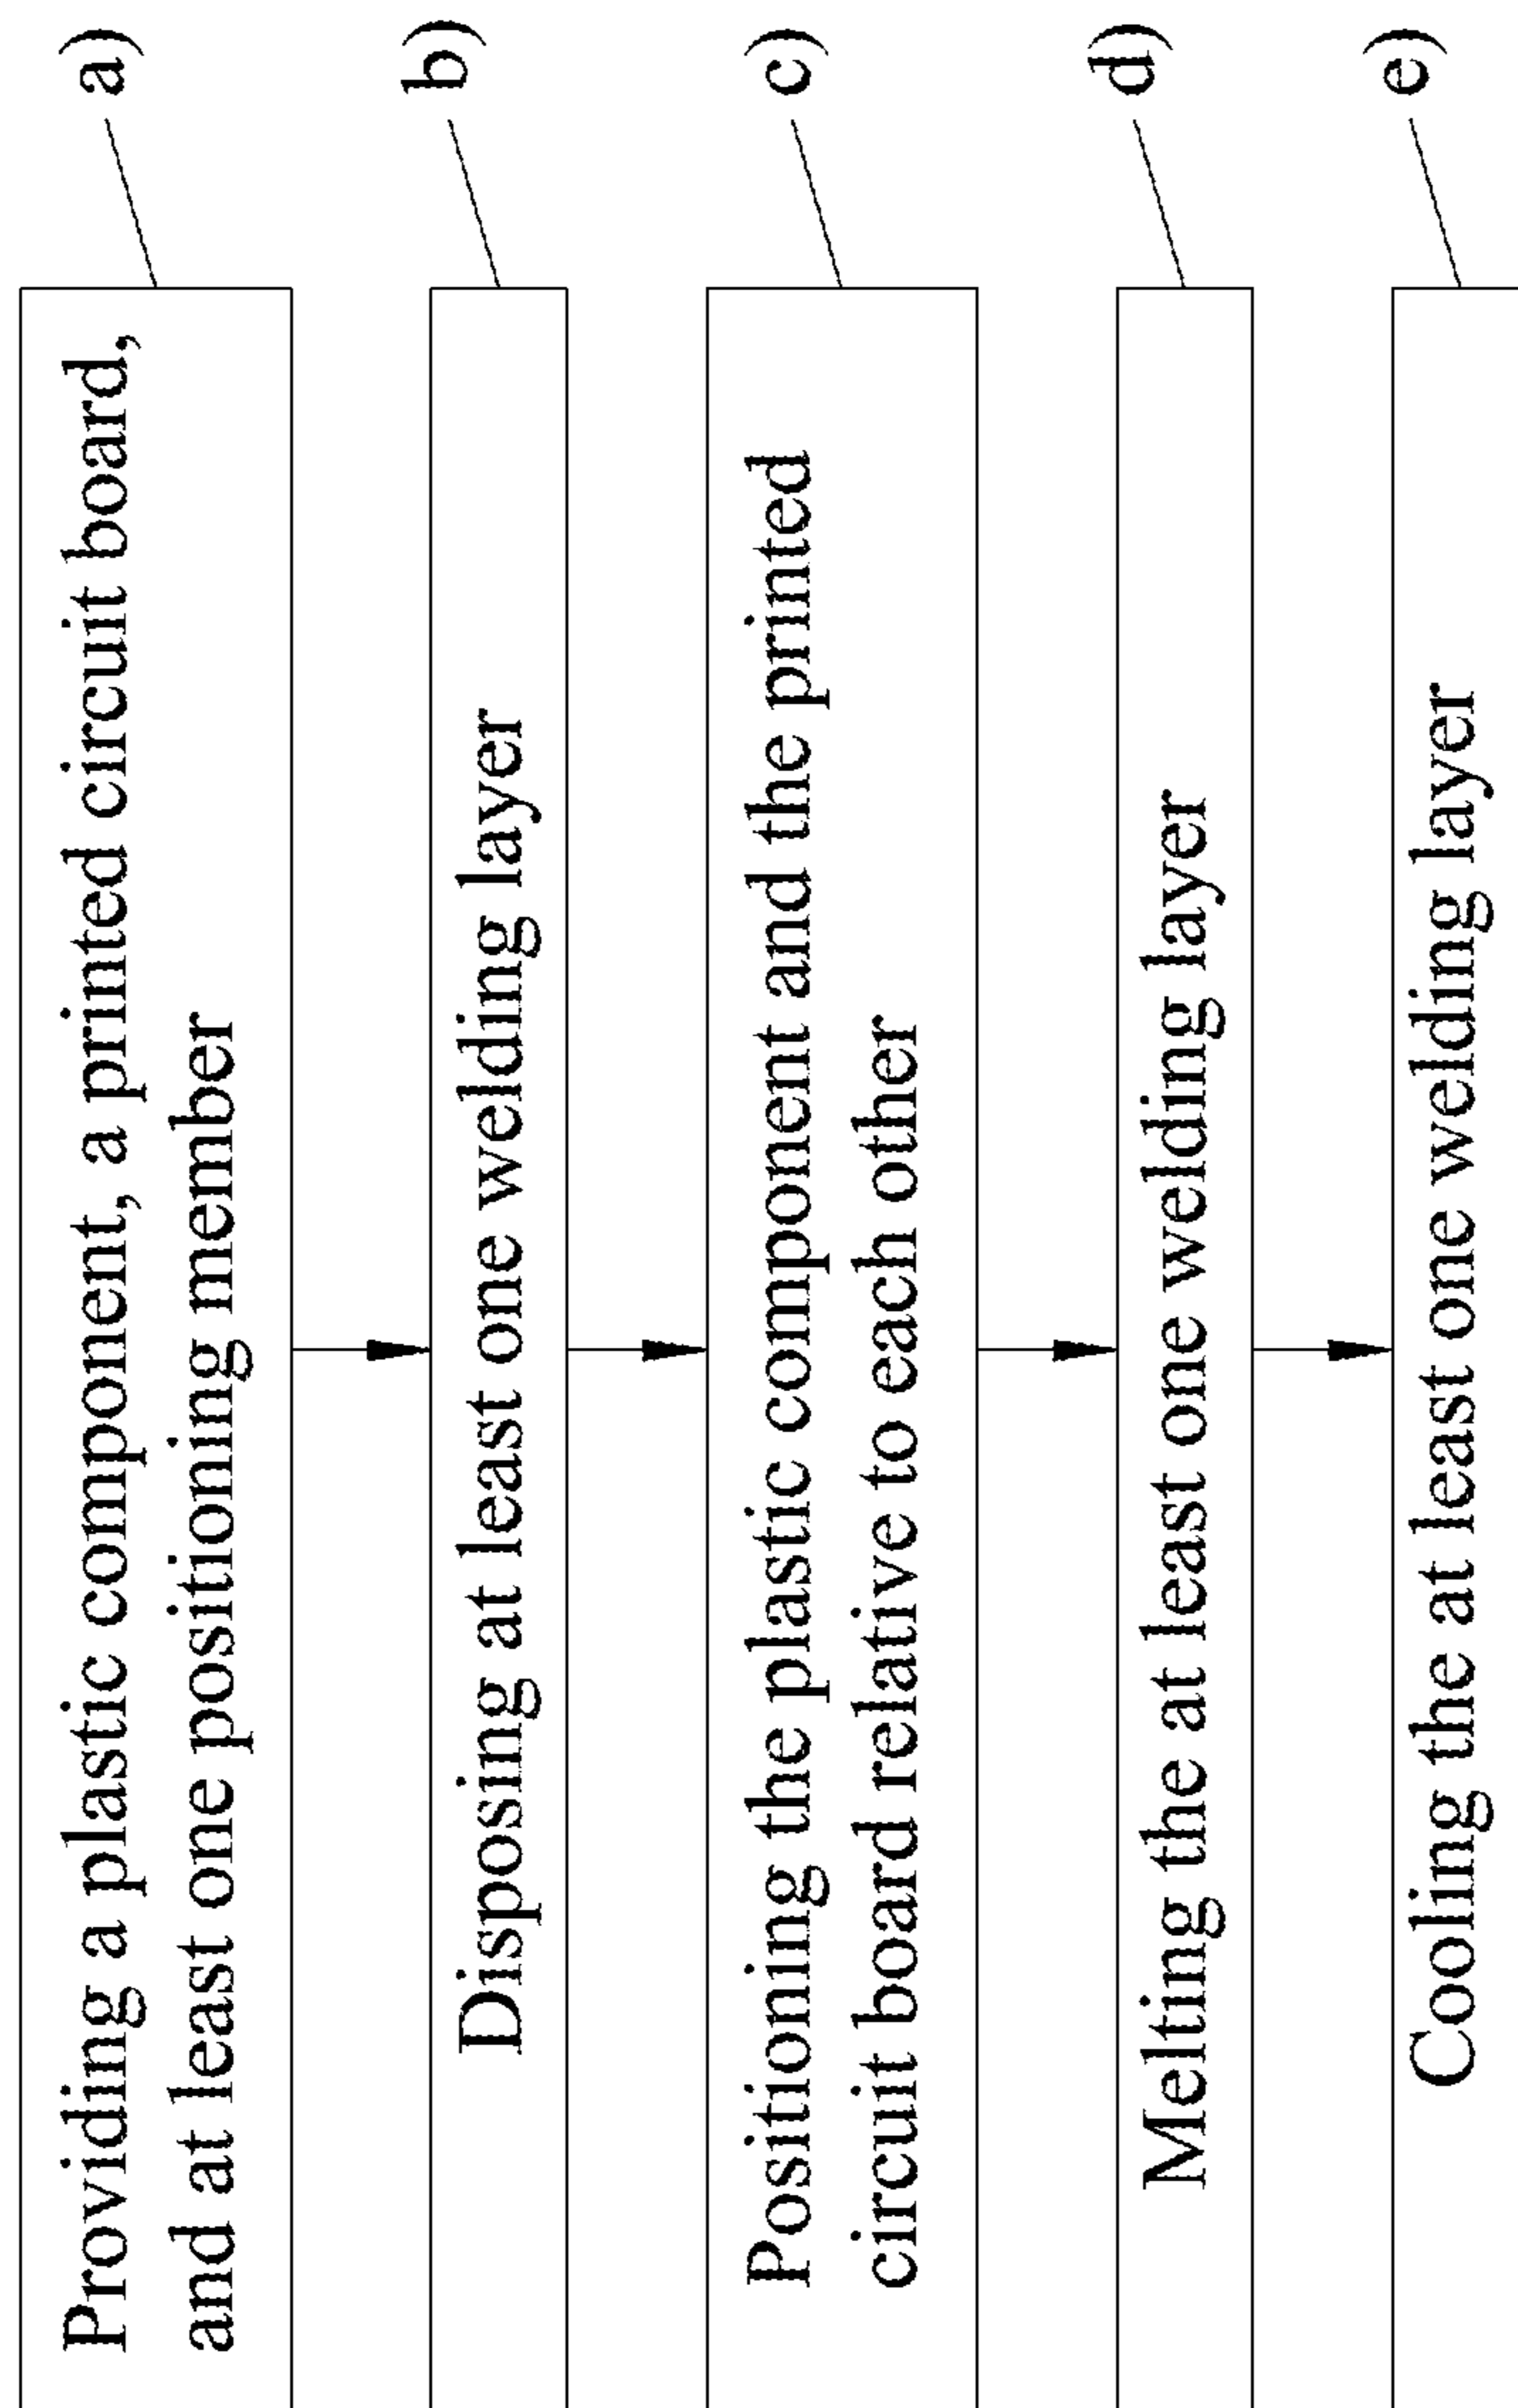 Providing a plastic component, a printed circuit board,
and at least one positioning member
a)
Disposing at least one welding layer
b)
Positioning the plastic component and the printed
circuit board relative to each other
c)
Melting the at least one welding layer
d)
Cooling the at least one welding layer
e)